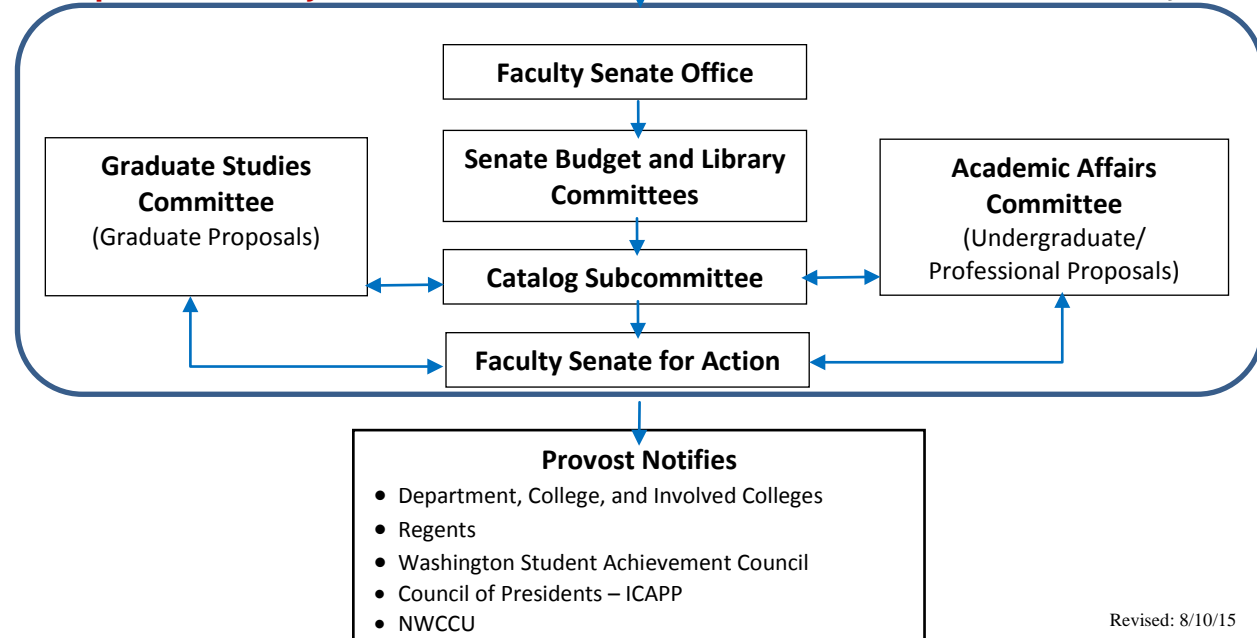 Faculty Senate Office
Senate Budget and Library
Committees
Graduate Studies
Committee
(Graduate Proposals)
Academic Affairs
Committee
(Undergraduate/
Professional Proposals)
Catalog Subcommittee
Faculty Senate for Action
Provost Notifies
• Department, College, and Involved Colleges
• Regents
• Washington Student Achievement Council
• Council of Presidents – ICAPP
• NWCCU
Revised: 8/10/15